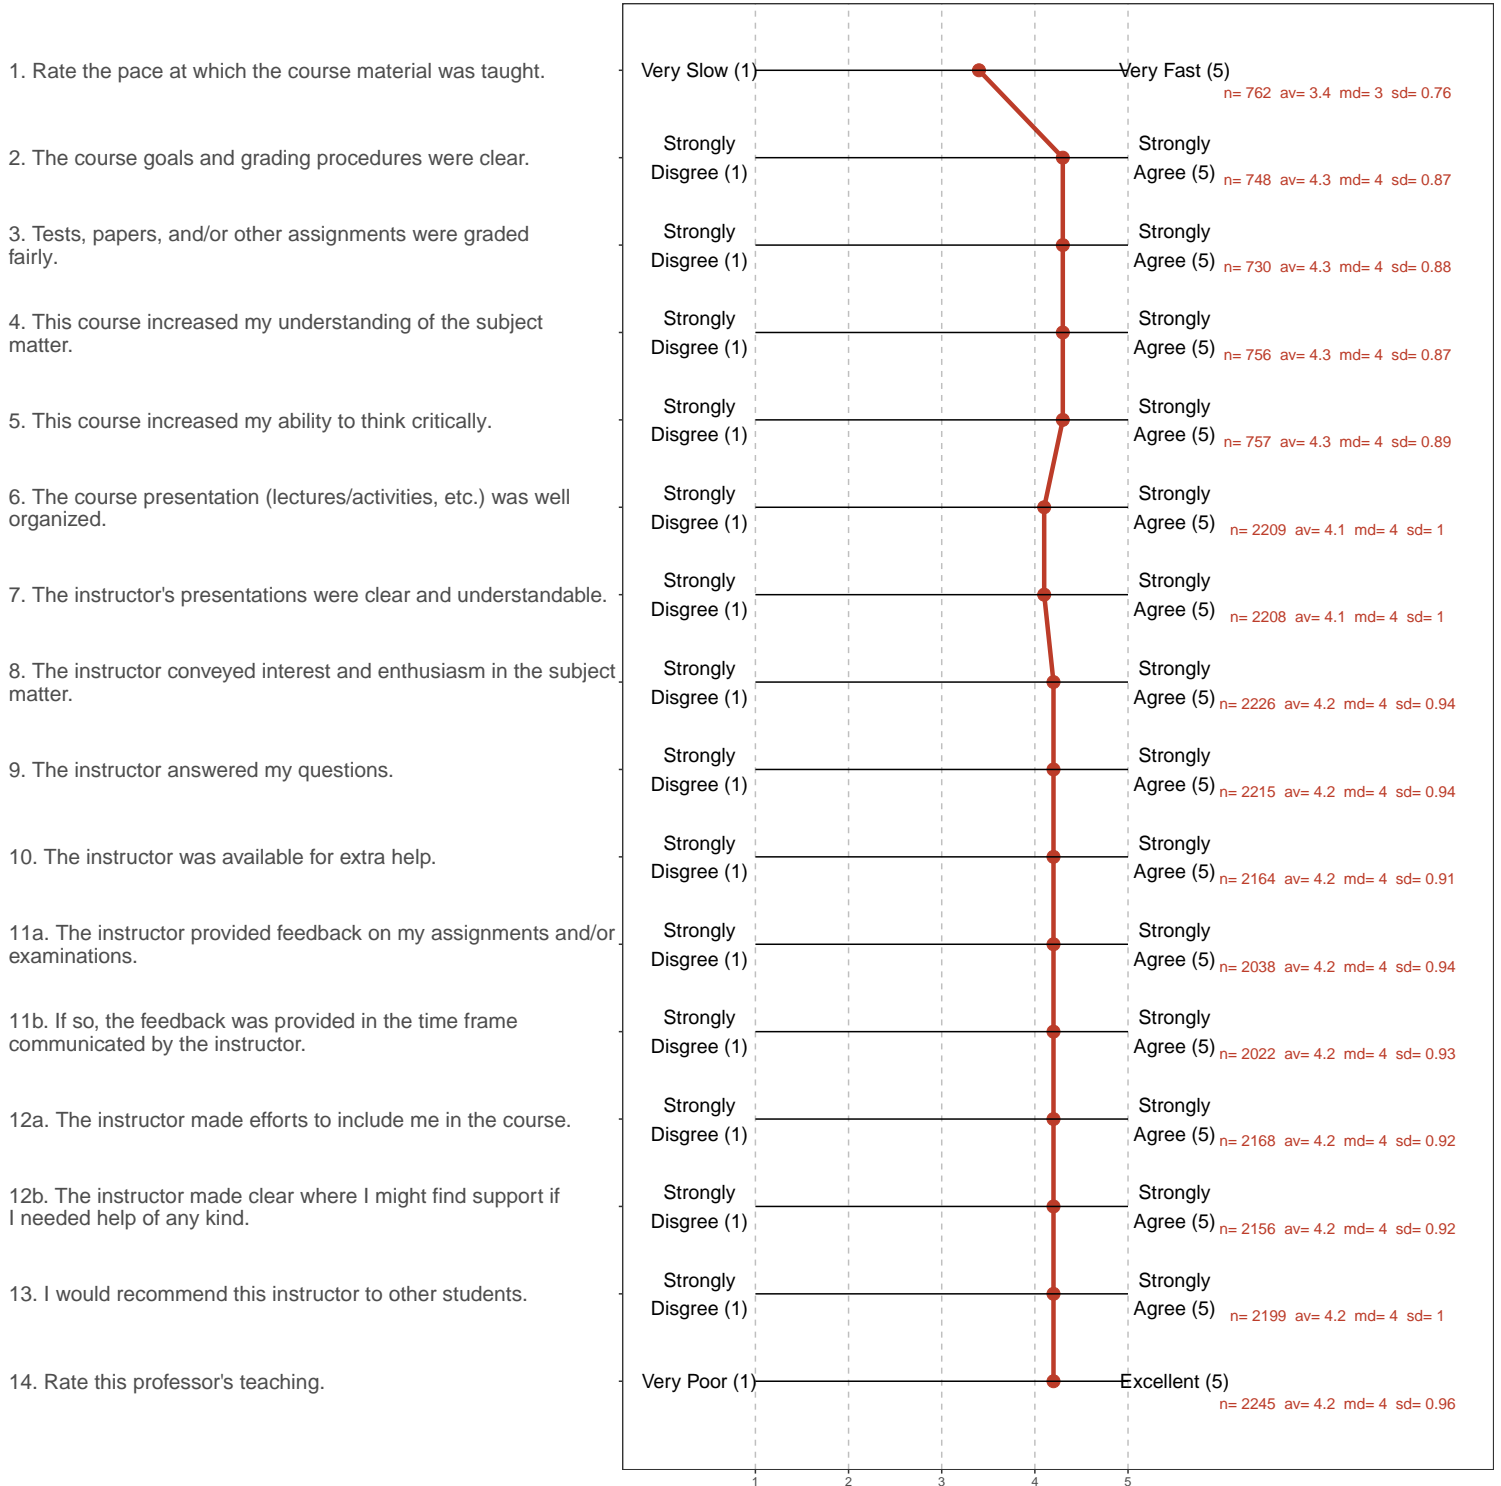 1. Rate the pace at which the course material was taught.
Very Slow (1)
Very Fast (5)
n= 762 av= 3.4 md= 3 sd= 0.76
2. The course goals and grading procedures were clear.
Strongly
Disgree (1)
Strongly
Agree (5)
n= 748 av= 4.3 md= 4 sd= 0.87
3. Tests, papers, and/or other assignments were graded
fairly.
Strongly
Disgree (1)
Strongly
Agree (5)
n= 730 av= 4.3 md= 4 sd= 0.88
4. This course increased my understanding of the subject
matter.
Strongly
Disgree (1)
Strongly
Agree (5)
n= 756 av= 4.3 md= 4 sd= 0.87
5. This course increased my ability to think critically.
Strongly
Disgree (1)
Strongly
Agree (5)
n= 757 av= 4.3 md= 4 sd= 0.89
6. The course presentation (lectures/activities, etc.) was well
organized.
Strongly
Disgree (1)
Strongly
Agree (5)
n= 2209 av= 4.1 md= 4 sd= 1
7. The instructor's presentations were clear and understandable.
Strongly
Disgree (1)
Strongly
Agree (5)
n= 2208 av= 4.1 md= 4 sd= 1
8. The instructor conveyed interest and enthusiasm in the subject
matter.
Strongly
Disgree (1)
Strongly
Agree (5)
n= 2226 av= 4.2 md= 4 sd= 0.94
9. The instructor answered my questions.
Strongly
Disgree (1)
Strongly
Agree (5)
n= 2215 av= 4.2 md= 4 sd= 0.94
10. The instructor was available for extra help.
Strongly
Disgree (1)
Strongly
Agree (5)
n= 2164 av= 4.2 md= 4 sd= 0.91
11a. The instructor provided feedback on my assignments and/or
examinations.
Strongly
Disgree (1)
Strongly
Agree (5)
n= 2038 av= 4.2 md= 4 sd= 0.94
11b. If so, the feedback was provided in the time frame
communicated by the instructor.
Strongly
Disgree (1)
Strongly
Agree (5)
n= 2022 av= 4.2 md= 4 sd= 0.93
12a. The instructor made efforts to include me in the course.
Strongly
Disgree (1)
Strongly
Agree (5)
n= 2168 av= 4.2 md= 4 sd= 0.92
12b. The instructor made clear where I might find support if
I needed help of any kind.
Strongly
Disgree (1)
Strongly
Agree (5)
n= 2156 av= 4.2 md= 4 sd= 0.92
13. I would recommend this instructor to other students.
Strongly
Disgree (1)
Strongly
Agree (5)
n= 2199 av= 4.2 md= 4 sd= 1
14. Rate this professor's teaching.
Very Poor (1)
Excellent (5)
n= 2245 av= 4.2 md= 4 sd= 0.96
1 2 3 4 5